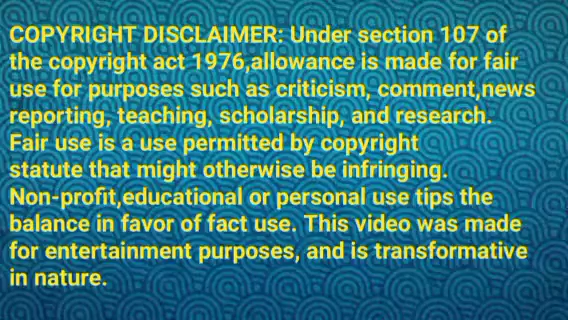 COPYRIGHT DISCLAIMER: Under section 107 of
the copyright act 1976,allowance is made for fair
use for purposes such as criticism, comment,news
reporting, teaching, scholarship, and research.
Fair use is a use permitted by copyright
statute that might otherwise be infringing.
Non-profit,educational or personal use tips the
balance in favor of fact use. This video was made
for entertainment purposes, and is transformative
in nature.